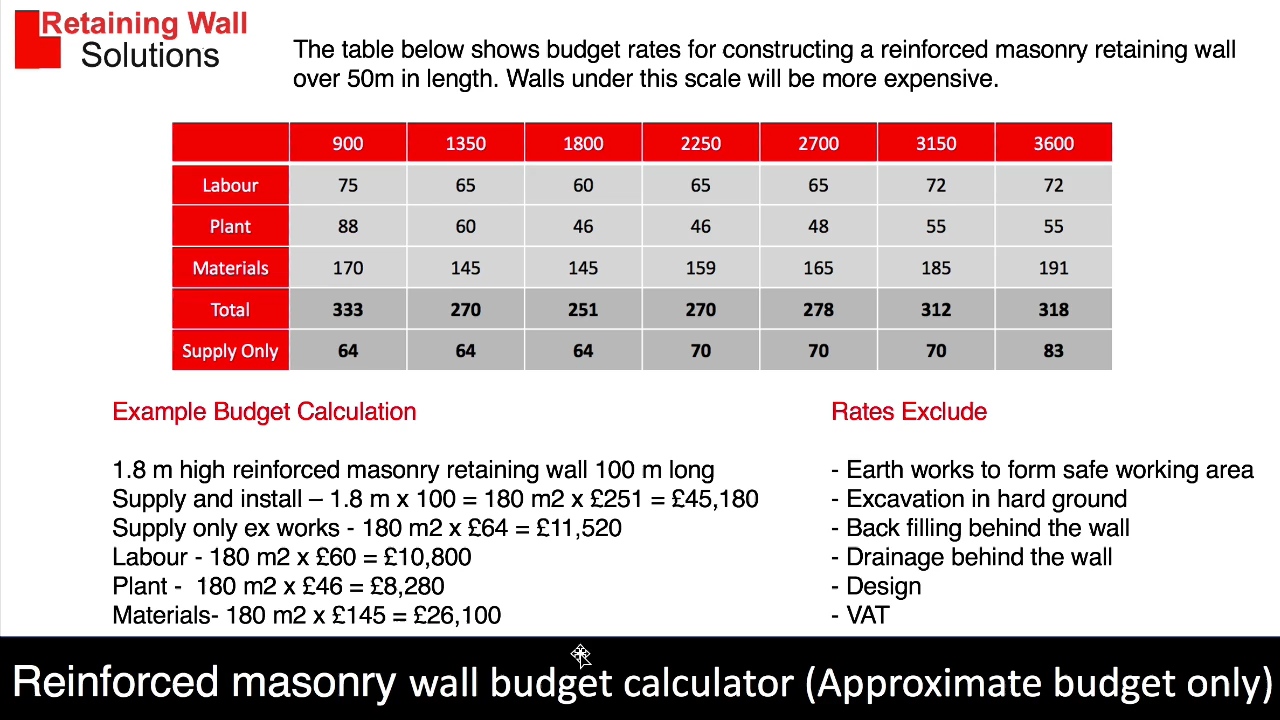 Retaining Wall
Solutions
The table below shows budget rates for constructing a reinforced masonry retaining wall
over 50m in length. Walls under this scale will be more expensive.
900 1350 1800 2250 2700 3150 3600
Labour 75 65 60 65 65 72 72
Plant 88 60 46 46 48 55 55
Materials 170 145 145 159 165 185 191
Total 333 270 251 270 278 312 318
Supply Only 64 64 64 70 70 70 83
Example Budget Calculation
1.8 m high reinforced masonry retaining wall 100 m long
Supply and install – 1.8 m x 100 = 180 m2 x £251 = £45,180
Supply only ex works - 180 m2 x £64 = £11,520
Labour - 180 m2 x £60 = £10,800
Plant - 180 m2 x £46 = £8,280
Materials- 180 m2 x £145 = £26,100
Rates Exclude
- Earth works to form safe working area
- Excavation in hard ground
- Back filling behind the wall
- Drainage behind the wall
- Design
- VAT
Reinforced masonry wall budget calculator (Approximate budget only)